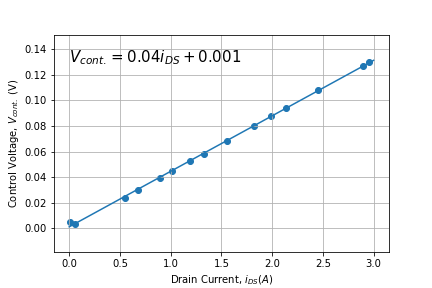 V_cont. = 0.04i_DS + 0.001
0.14
0.12
0.10
0.08
0.06
0.04
0.02
0.00
Control Voltage, V_cont. (V)
0.0 0.5 1.0 1.5 2.0 2.5 3.0
Drain Current, i_DS(A)